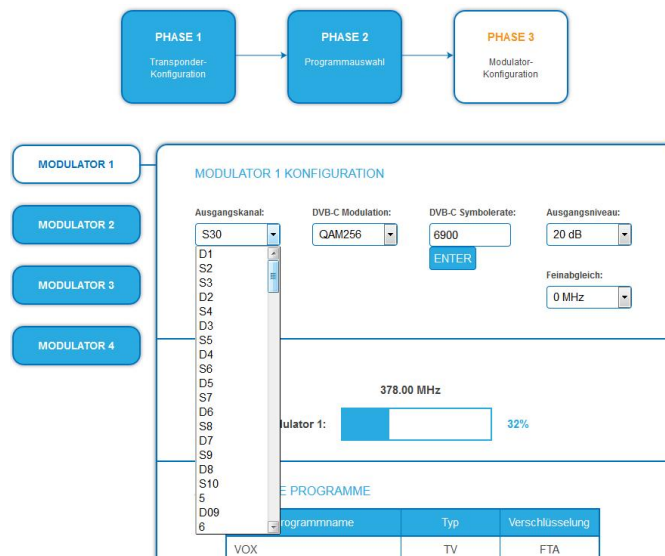 PHASE 1
Transponder-
Konfiguration
PHASE 2
Programmauswahl
PHASE 3
Modulator-
Konfiguration
MODULATOR 1
MODULATOR 2
MODULATOR 3
MODULATOR 4
MODULATOR 1 KONFIGURATION
Ausgangskanal:
S30
D1
S2
S3
D2
S4
D3
S5
D4
S6
D5
S7
D6
S8
D7
S9
D8
S10
5
D09
6
DVB-C Modulation:
QAM256
DVB-C Symbolerate:
6900
ENTER
Ausgangsniveau:
20 dB
Feinabgleich:
0 MHz
378.00 MHz
1:
32%
PROGRAMME
Typ
Verschlüsselung
VOX
TV
FTA